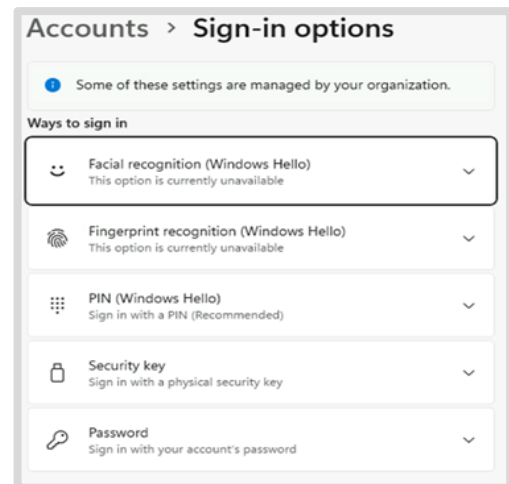 Accounts > Sign-in options
Some of these settings are managed by your organization.
Ways to sign in
Facial recognition (Windows Hello)
This option is currently unavailable
Fingerprint recognition (Windows Hello)
This option is currently unavailable
PIN (Windows Hello)
Sign in with a PIN (Recommended)
Security key
Sign in with a physical security key
Password
Sign in with your account's password